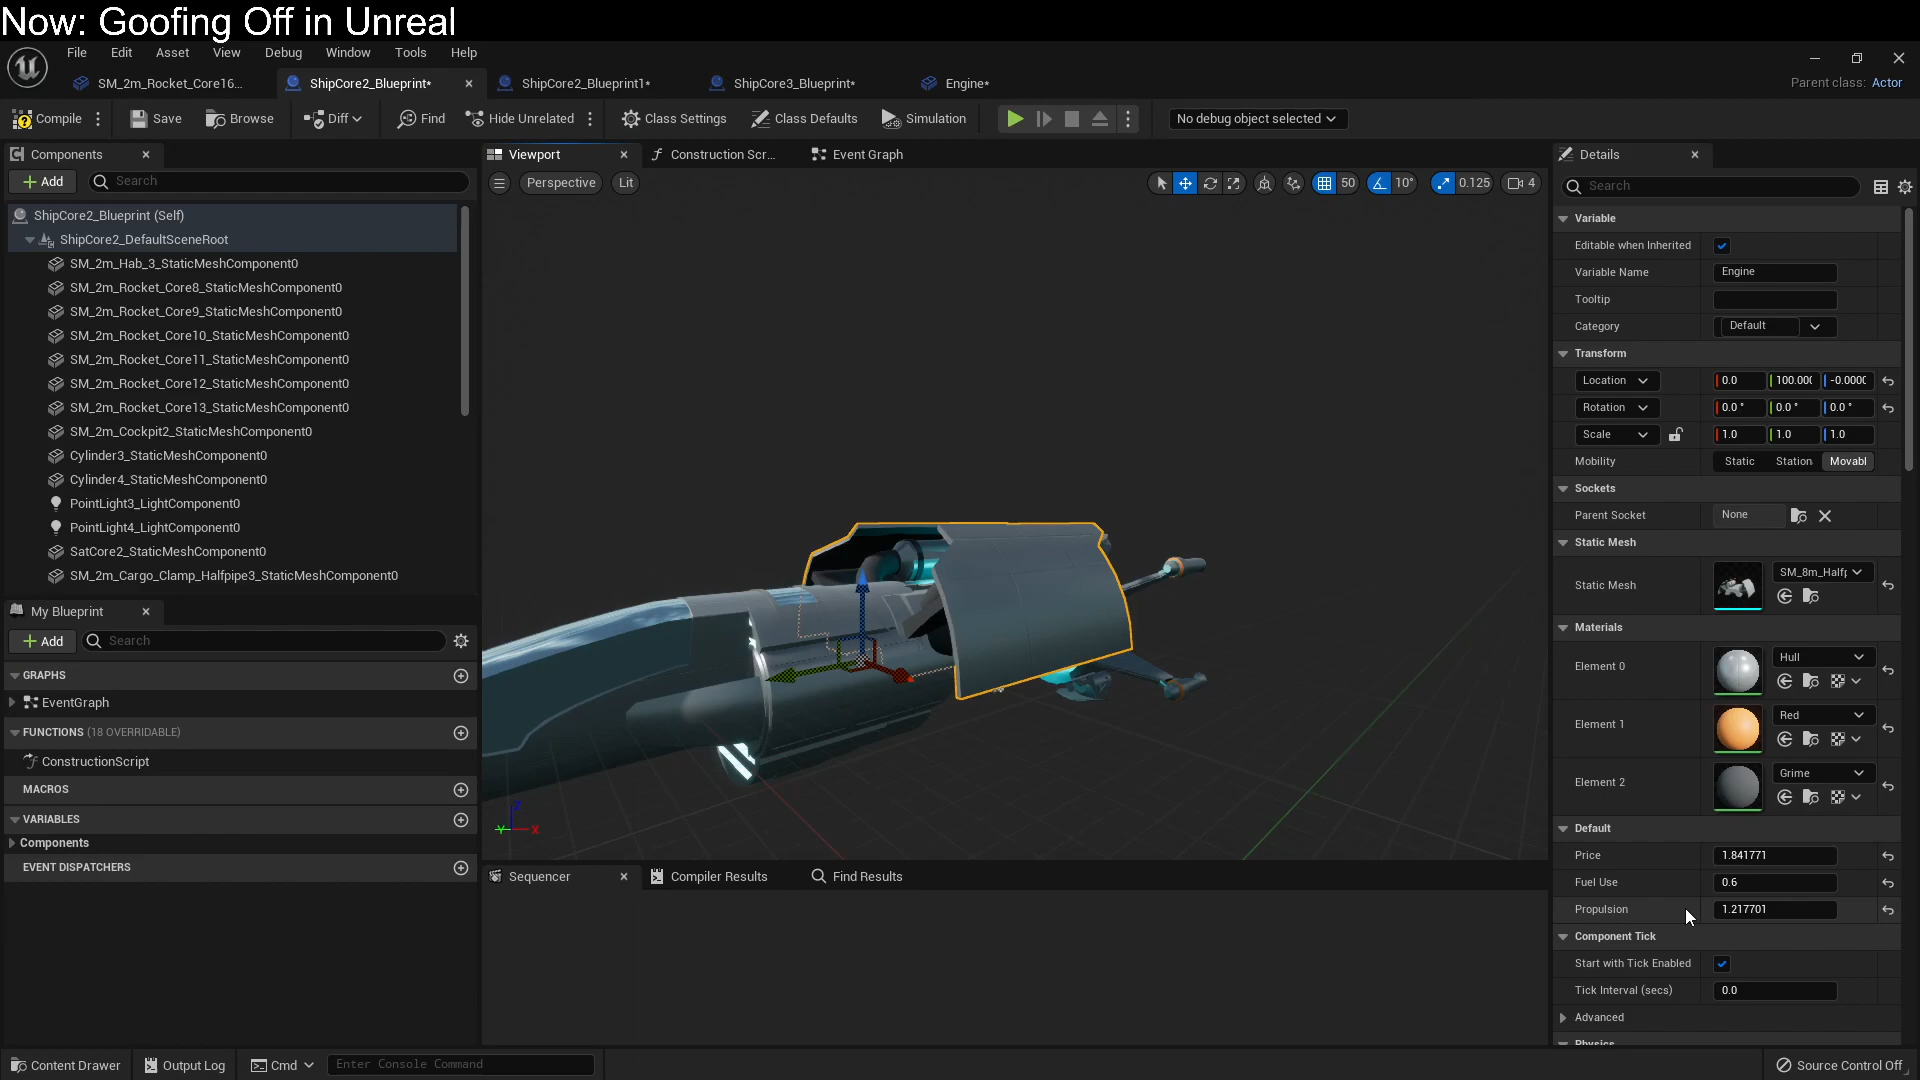 Now: Goofing Off in Unreal
File Edit Asset View Debug Window Tools Help
SM_2m_Rocket_Core16... ShipCore2_Blueprint* ShipCore2_Blueprint1* ShipCore3_Blueprint* Engine* Parent class: Actor
Compile Save Browse Diff Find Hide Unrelated Class Settings Class Defaults Simulation No debug object selected
Components
Add Search
ShipCore2_Blueprint (Self)
ShipCore2_DefaultSceneRoot
SM_2m_Hab_3_StaticMeshComponent0
SM_2m_Rocket_Core8_StaticMeshComponent0
SM_2m_Rocket_Core9_StaticMeshComponent0
SM_2m_Rocket_Core10_StaticMeshComponent0
SM_2m_Rocket_Core11_StaticMeshComponent0
SM_2m_Rocket_Core12_StaticMeshComponent0
SM_2m_Rocket_Core13_StaticMeshComponent0
SM_2m_Cockpit2_StaticMeshComponent0
Cylinder3_StaticMeshComponent0
Cylinder4_StaticMeshComponent0
PointLight3_LightComponent0
PointLight4_LightComponent0
SatCore2_StaticMeshComponent0
SM_2m_Cargo_Clamp_Halfpipe3_StaticMeshComponent0
My Blueprint
Add Search
GRAPHS
EventGraph
FUNCTIONS (18 OVERRIDABLE)
ConstructionScript
MACROS
VARIABLES
Components
EVENT DISPATCHERS
Viewport Construction Scr... Event Graph
Perspective Lit 50 10° 0.125 4
Z
Y X
Sequencer Compiler Results Find Results
Details
Search
Variable
Editable when Inherited
Variable Name Engine
Tooltip
Category Default
Transform
Location 0.0 100.00( -0.000(
Rotation 0.0 ° 0.0 ° 0.0 °
Scale 1.0 1.0 1.0
Mobility Static Station Movabl
Sockets
Parent Socket None
Static Mesh
Static Mesh SM_8m_Halfp
Materials
Element 0 Hull
Element 1 Red
Element 2 Grime
Default
Price 1.841771
Fuel Use 0.6
Propulsion 1.217701
Component Tick
Start with Tick Enabled
Tick Interval (secs) 0.0
Advanced
Physics
Content Drawer Output Log Cmd Enter Console Command Source Control Off